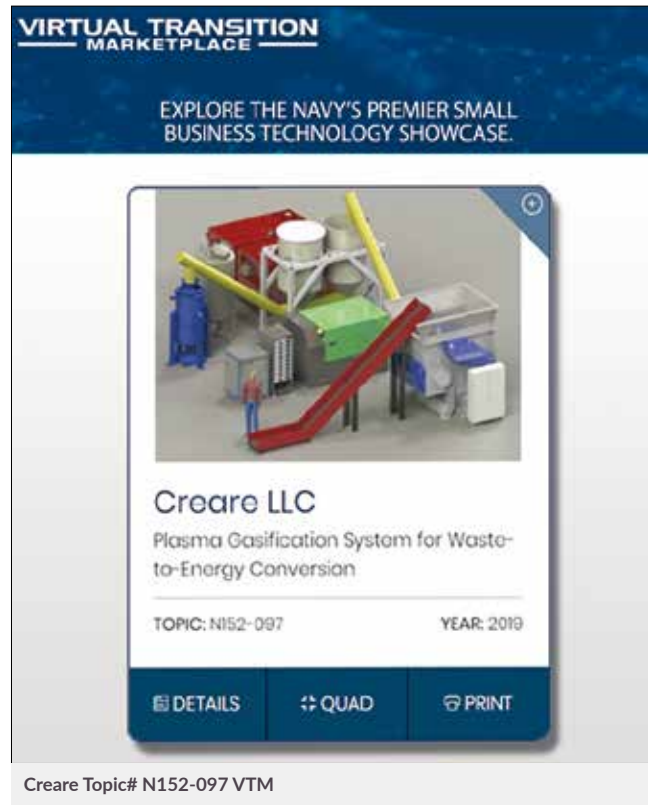 VIRTUAL TRANSITION
MARKETPLACE
EXPLORE THE NAVY'S PREMIER SMALL
BUSINESS TECHNOLOGY SHOWCASE.
Creare LLC
Plasma Gasification System for Waste-
to-Energy Conversion
TOPIC: N152-097 YEAR: 2019
DETAILS QUAD PRINT
Creare Topic# N152-097 VTM